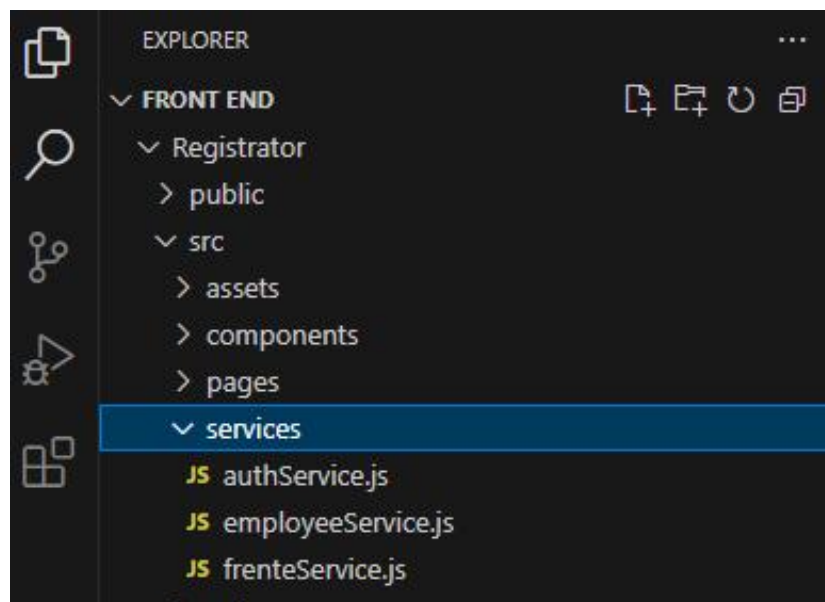 EXPLORER
FRONT END
Registrator
public
src
assets
components
pages
services
JS authService.js
JS employeeService.js
JS frenteService.js